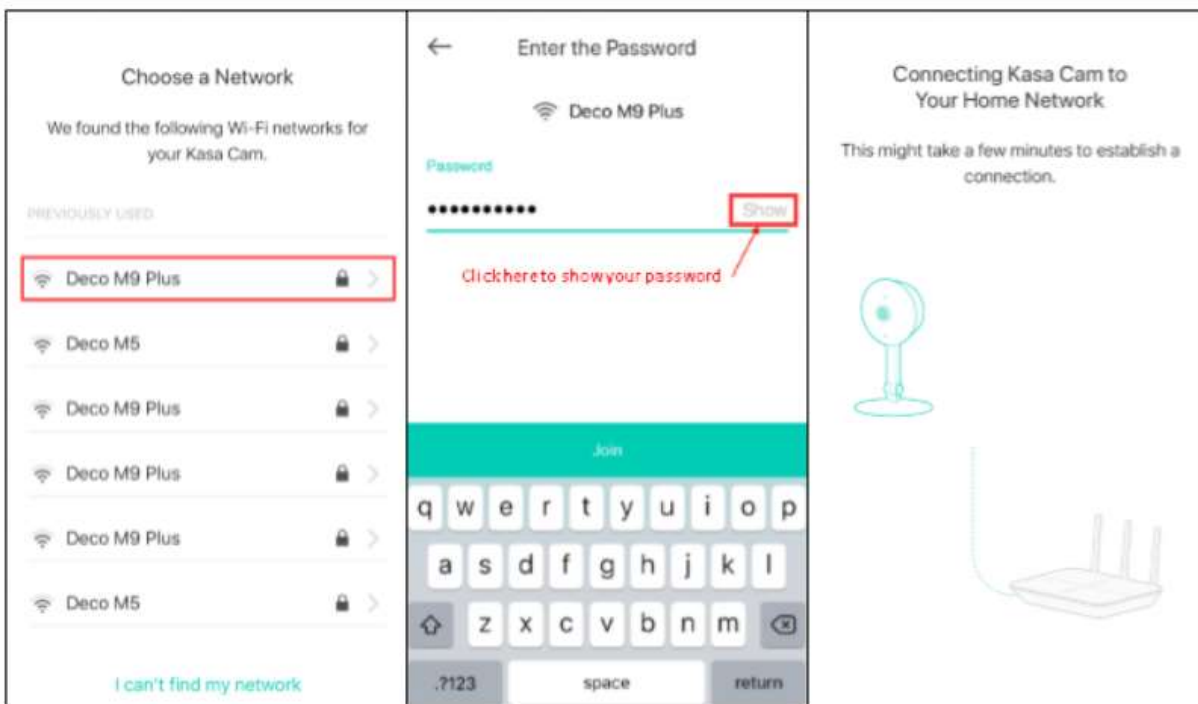 Choose a Network
We found the following Wi-Fi networks for
your Kasa Cam.
PREVIOUSLY USED
Deco M9 Plus
Deco M5
Deco M9 Plus
Deco M9 Plus
Deco M9 Plus
Deco M5
I can't find my network
Enter the Password
Deco M9 Plus
Password
••••••••••
Show
Click here to show your password
Join
q w e r t y u i o p
a s d f g h j k l
z x c v b n m
.?123 space return
Connecting Kasa Cam to
Your Home Network
This might take a few minutes to establish a
connection.